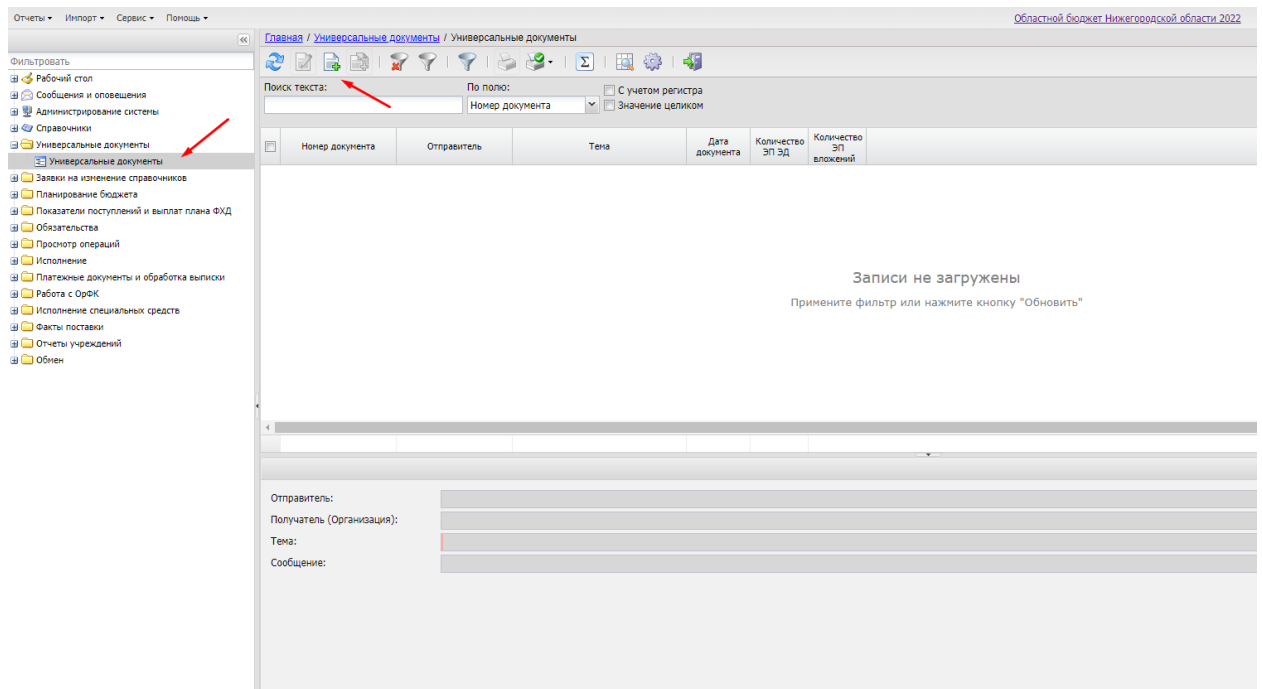 Отчеты Импорт Сервис Помощь Областной бюджет Нижегородской области 2022
Главная / Универсальные документы / Универсальные документы
Фильтровать
Рабочий стол
Сообщения и оповещения
Администрирование системы
Справочники
Универсальные документы
Универсальные документы
Заявки на изменение справочников
Планирование бюджета
Показатели поступлений и выплат плана ФХД
Обязательства
Просмотр операций
Исполнение
Платежные документы и обработка выписки
Работа с ОрФК
Исполнение специальных средств
Факты поставки
Отчеты учреждений
Обмен
Поиск текста: По полю: С учетом регистра
Номер документа Значение целиком
Номер документа Отправитель Тема
Дата
документа
Количество
ЭП ЭД
Количество
ЭП
вложений
Записи не загружены
Примените фильтр или нажмите кнопку "Обновить"
Отправитель:
Получатель (Организация):
Тема:
Сообщение: